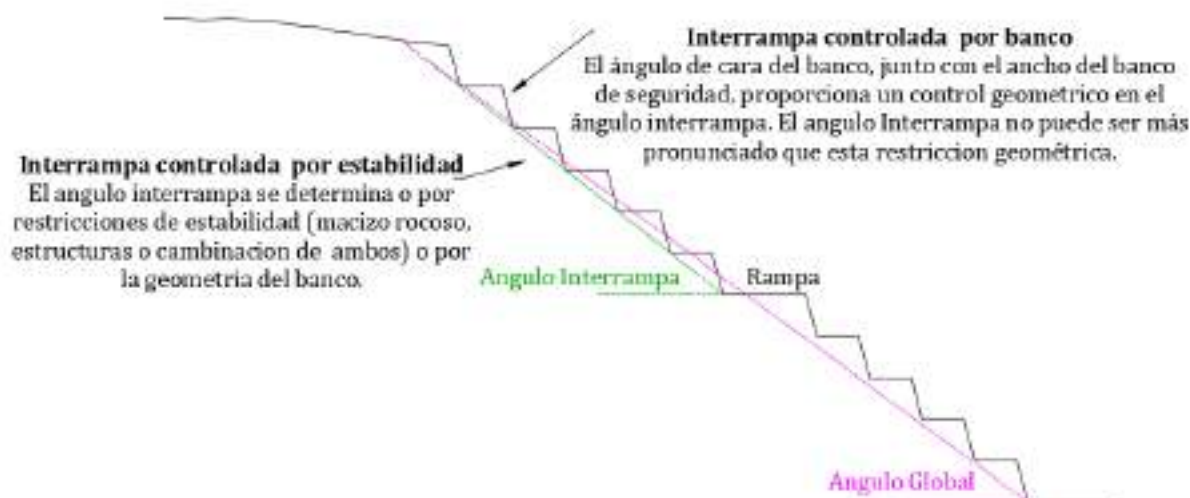 Interrampa controlada por banco
El ángulo de cara del banco, junto con el ancho del banco
de seguridad, proporciona un control geometrico en el
ángulo interrampa. El angulo Interrampa no puede ser más
pronunciado que esta restriccion geométrica.
Interrampa controlada por estabilidad
El angulo interrampa se determina o por
restricciones de estabilidad (macizo rocoso,
estructuras o cambinacion de ambos) o por
la geometria del banco.
Angulo Interrampa
Rampa
Angulo Global